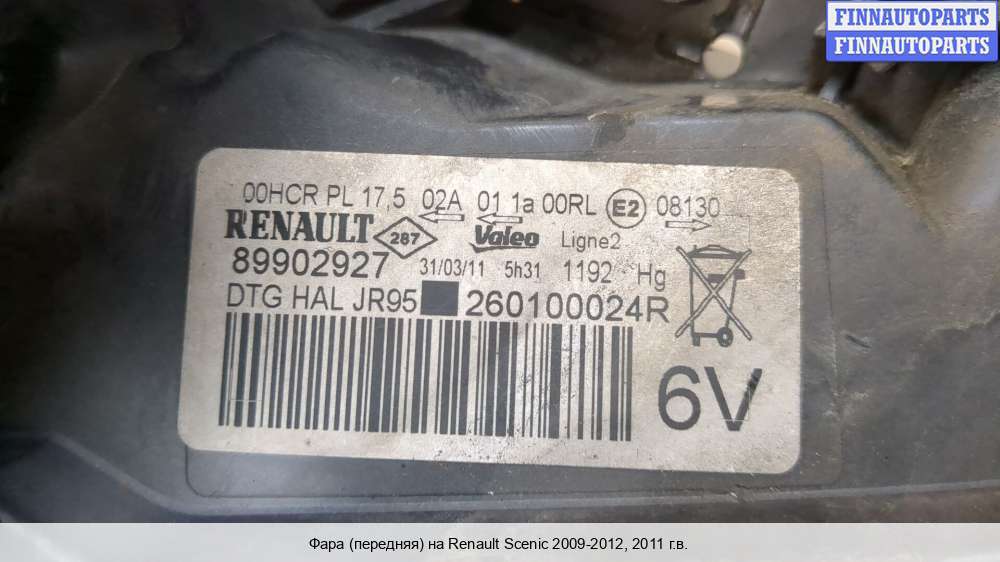 FINNAUTOPARTS
FINNAUTOPARTS
00HCR PL 17,5 02A 01 1a 00RL E2 08130
RENAULT 287 Valeo Ligne2
89902927 31/03/11 5h31 1192 Hg
DTG HAL JR95 260100024R
6V
Фара (передняя) на Renault Scenic 2009-2012, 2011 г.в.